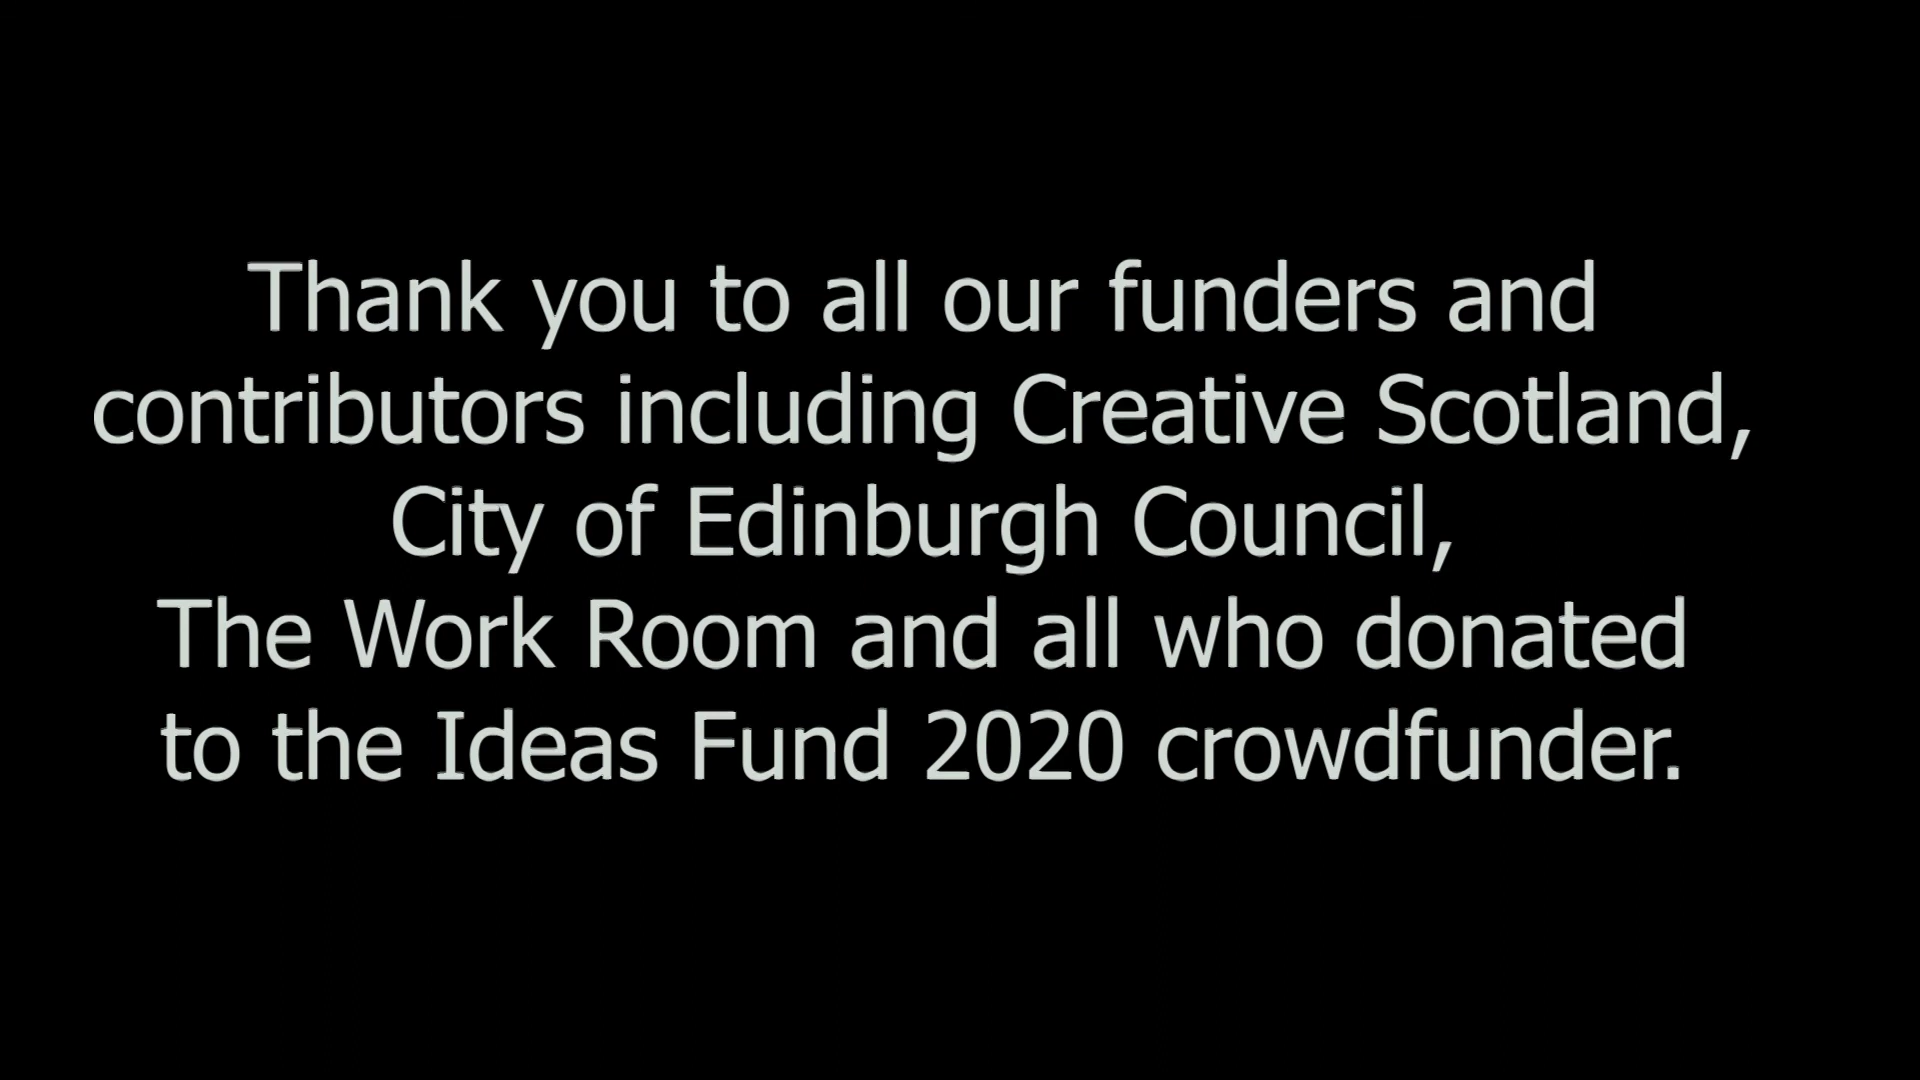 Thank you to all our funders and
contributors including Creative Scotland,
City of Edinburgh Council,
The Work Room and all who donated
to the Ideas Fund 2020 crowdfunder.